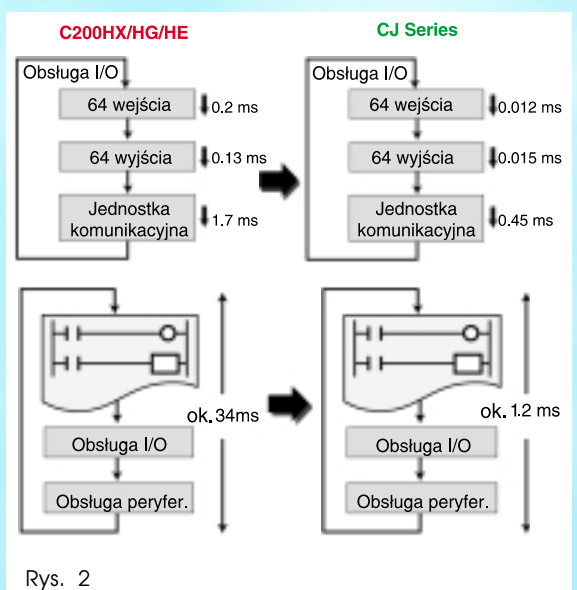 C200HX/HG/HE
CJ Series
Obsługa I/O
64 wejścia
0.2 ms
64 wyjścia
0.13 ms
Jednostka
komunikacyjna
1.7 ms
Obsługa I/O
64 wejścia
0.012 ms
64 wyjścia
0.015 ms
Jednostka
komunikacyjna
0.45 ms
ok. 34ms
Obsługa I/O
Obsługa peryfer.
ok. 1.2 ms
Obsługa I/O
Obsługa peryfer.
Rys. 2